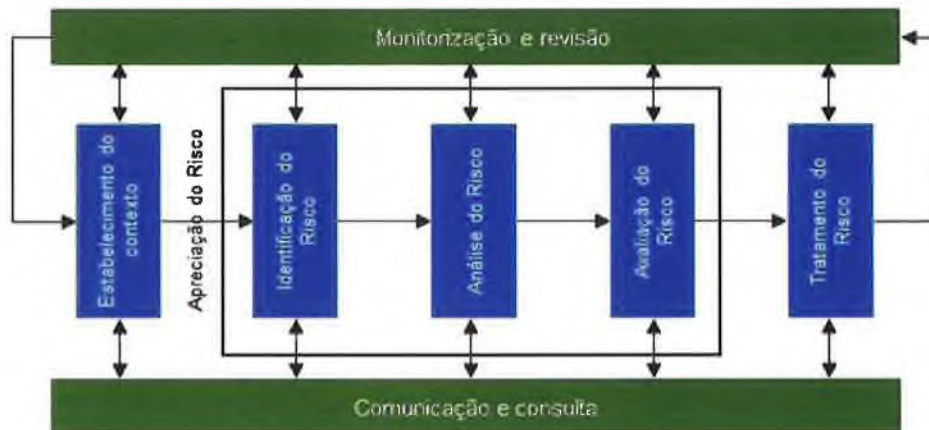 Monitorização e revisão
Estabelecimento do
contexto
Apreciação do Risco
Identificação do
Risco
Análise do Risco
Avaliação do
Risco
Tratamento do
Risco
Comunicação e consulta